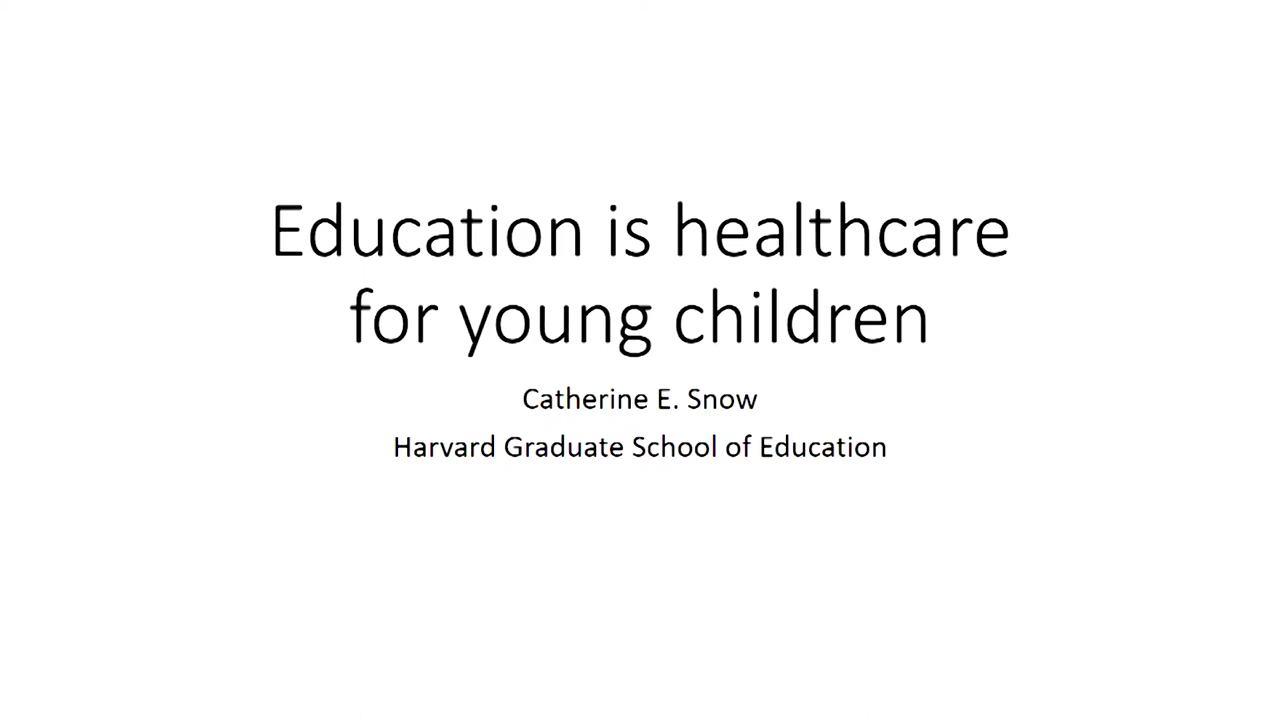 Education is healthcare
for young children
Catherine E. Snow
Harvard Graduate School of Education